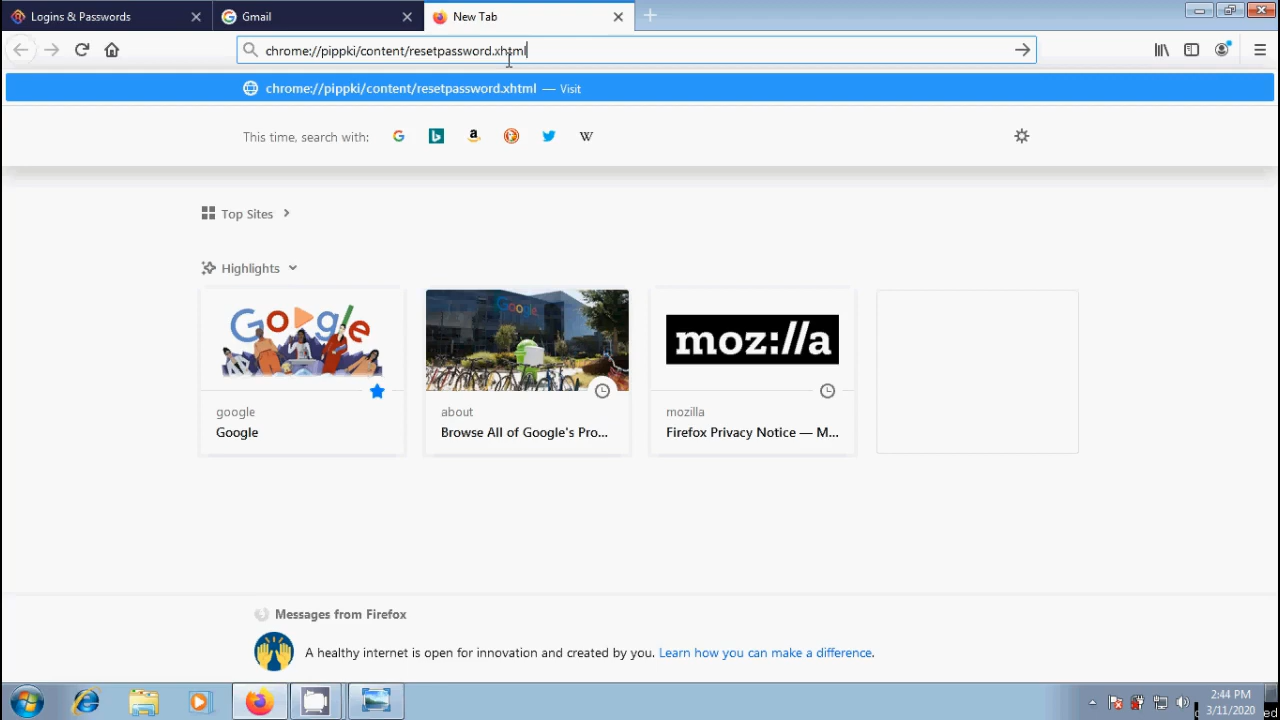 Logins & Passwords
Gmail
New Tab
chrome://pippki/content/resetpassword.xhtml
chrome://pippki/content/resetpassword.xhtml — Visit
This time, search with:
Top Sites
Highlights
Google
moz://a
google
Google
about
Browse All of Google's Pro...
mozilla
Firefox Privacy Notice — M...
Messages from Firefox
A healthy internet is open for innovation and created by you. Learn how you can make a difference.
2:44 PM
3/11/2020